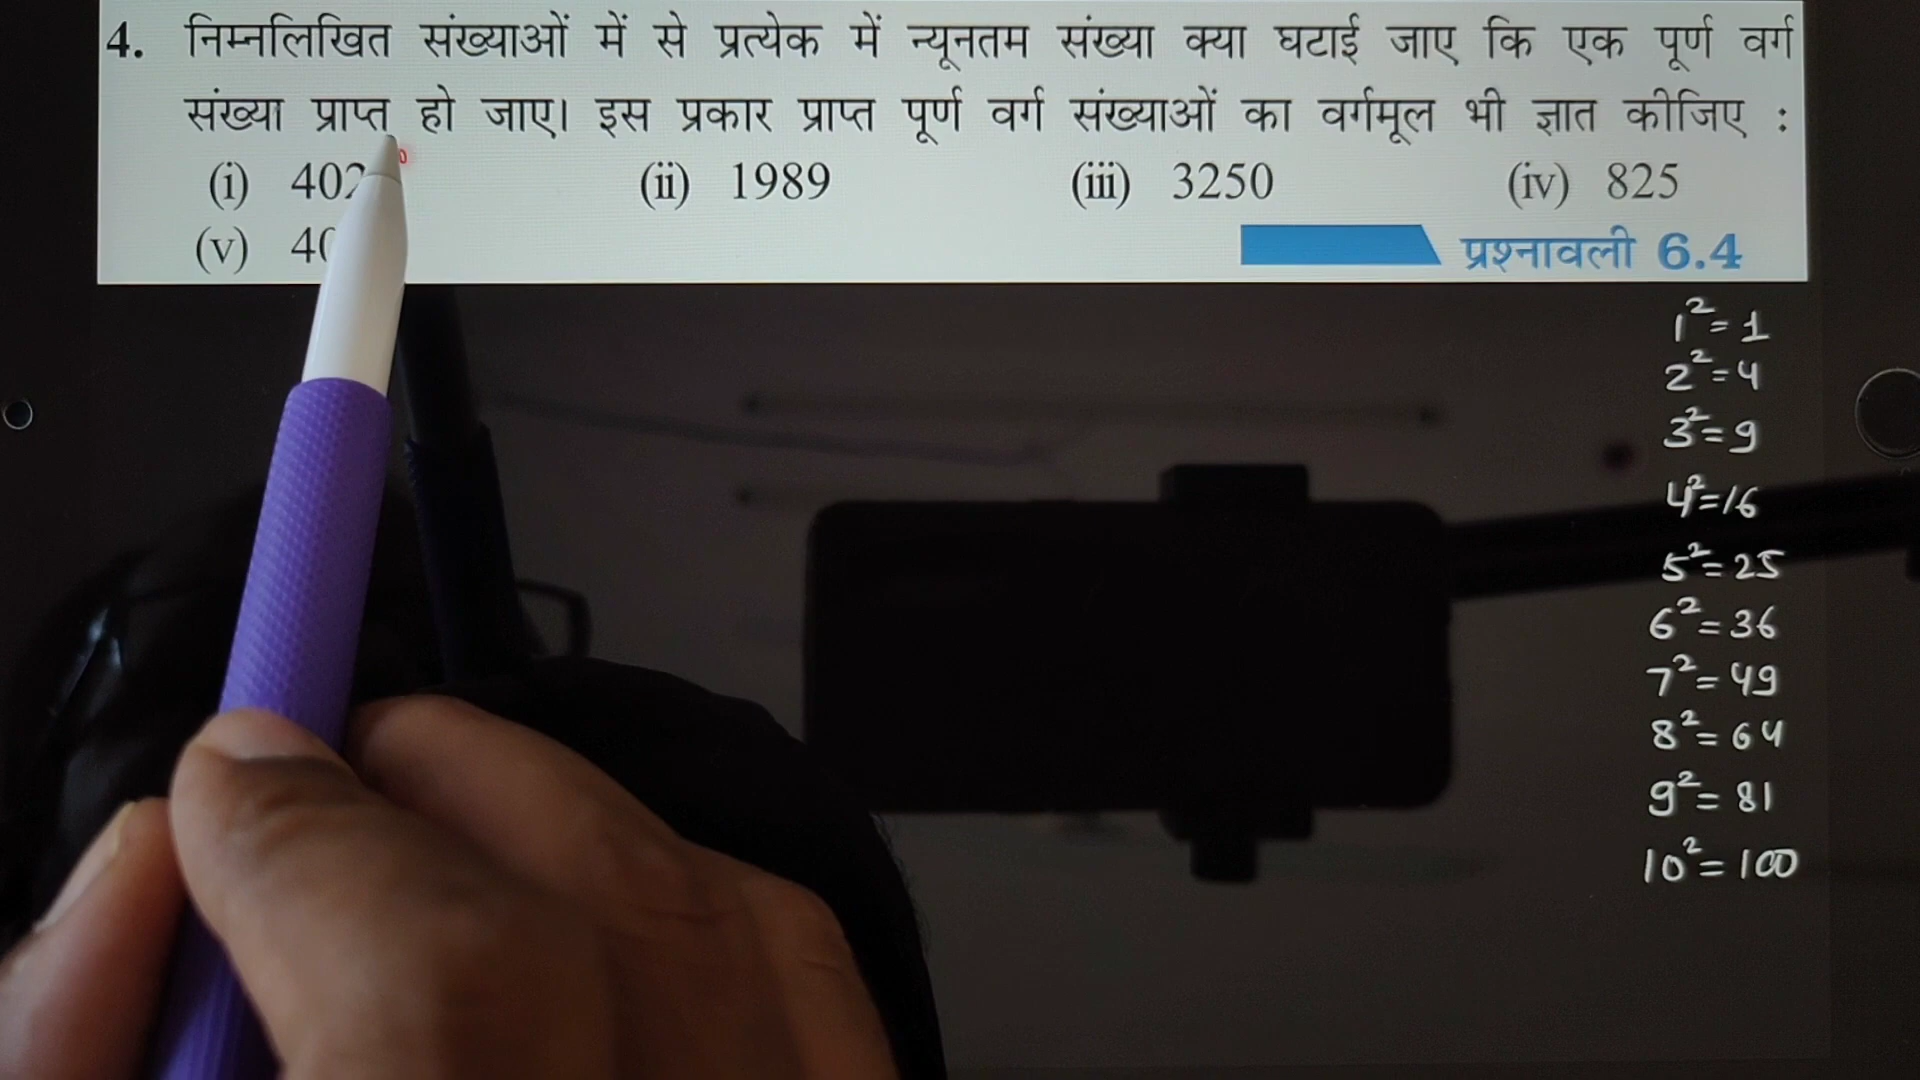 4. निम्नलिखित संख्याओं में से प्रत्येक में न्यूनतम संख्या क्या घटाई जाए कि एक पूर्ण वर्ग
संख्या प्राप्त हो जाए। इस प्रकार प्राप्त पूर्ण वर्ग संख्याओं का वर्गमूल भी ज्ञात कीजिए :
(i) 402 (ii) 1989 (iii) 3250 (iv) 825
(v) 40
प्रश्नावली 6.4
1²=1
2²=4
3²=9
4²=16
5²=25
6²=36
7²=49
8²=64
9²=81
10²=100